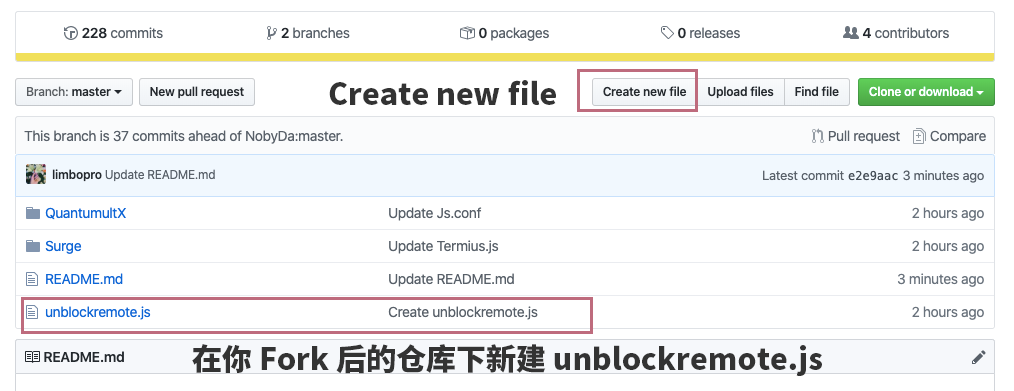 228 commits 2 branches 0 packages 0 releases 4 contributors
Branch: master New pull request Create new file Create new file Upload files Find file Clone or download
This branch is 37 commits ahead of NobyDa:master. Pull request Compare
limbopro Update README.md Latest commit e2e9aac 3 minutes ago
QuantumultX Update Js.conf 2 hours ago
Surge Update Termius.js 2 hours ago
README.md Update README.md 3 minutes ago
unblockremote.js Create unblockremote.js 2 hours ago
README.md 在你 Fork 后的仓库下新建 unblockremote.js